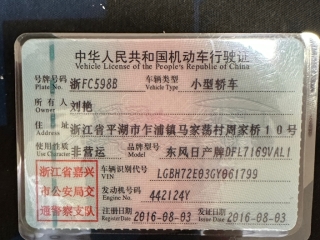 中华人民共和国机动车行驶证
Vehicle License of the People's Republic of China
号牌号码 浙FC598B 车辆类型 小型轿车
Plate No. Vehicle Type
所有人 刘艳
Owner
住址 浙江省平湖市乍浦镇马家荡村周家桥10号
Address
使用性质 非营运 品牌型号 东风日产牌DFL7169VAL1
Use Character Model
浙江省嘉兴
市公安局交
通警察支队
车辆识别代号 LGBH72E03GY061799
VIN
发动机号码 442124Y
Engine No.
注册日期 2016-08-03 发证日期 2016-08-03
Register Date Issue Date